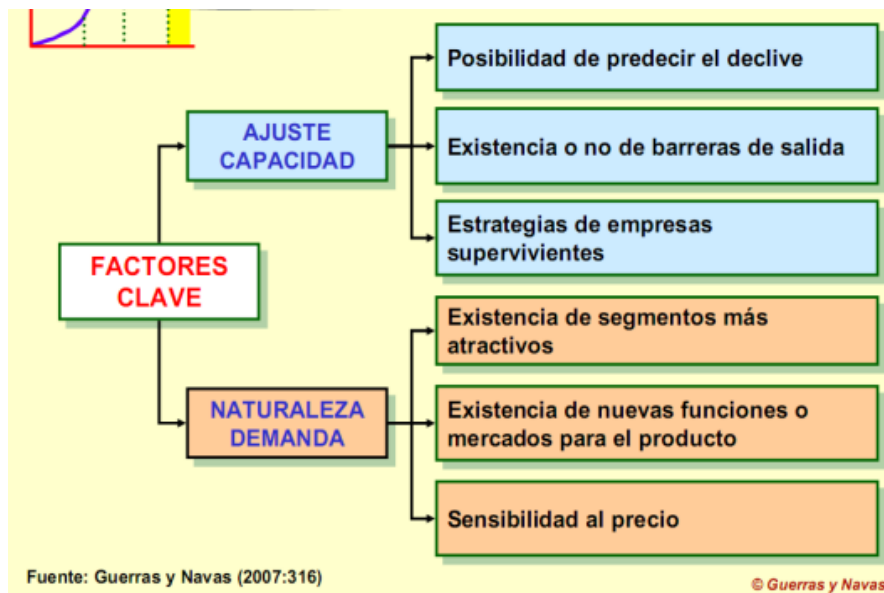 Posibilidad de predecir el declive
AJUSTE
CAPACIDAD
Existencia o no de barreras de salida
Estrategias de empresas
supervivientes
FACTORES
CLAVE
Existencia de segmentos más
atractivos
NATURALEZA
DEMANDA
Existencia de nuevas funciones o
mercados para el producto
Sensibilidad al precio
Fuente: Guerras y Navas (2007:316)
© Guerras y Navas